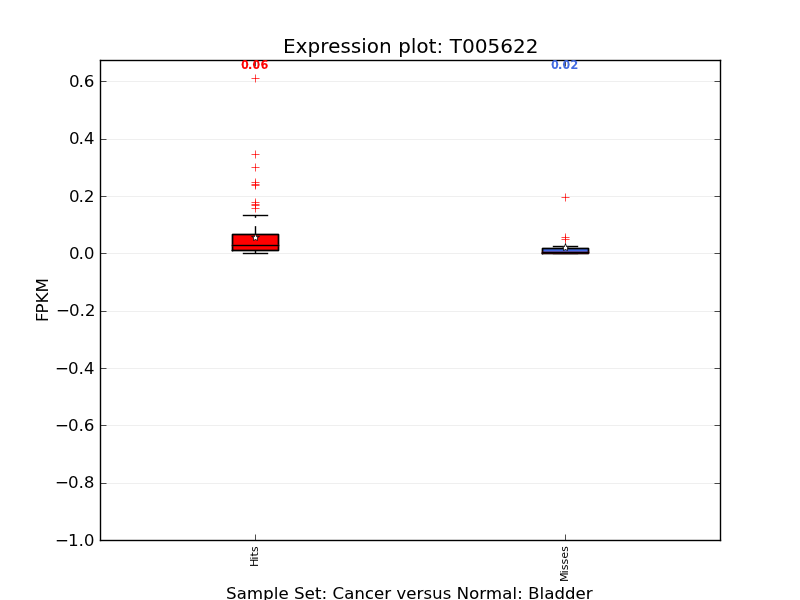 Expression plot: T005622
0.06 0.02
0.6
0.4
0.2
0.0
−0.2
−0.4
−0.6
−0.8
−1.0
FPKM
Hits
Misses
Sample Set: Cancer versus Normal: Bladder